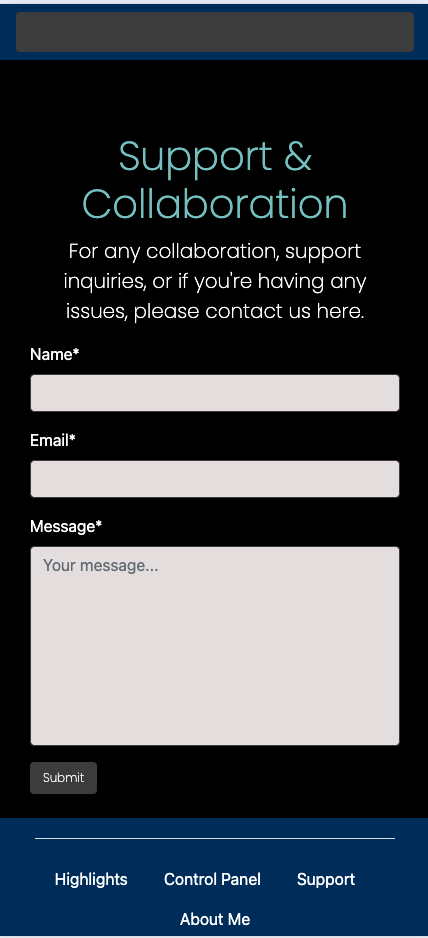 Support &
Collaboration
For any collaboration, support
inquiries, or if you're having any
issues, please contact us here.
Name*
Email*
Message*
Your message...
Submit
Highlights Control Panel Support
About Me